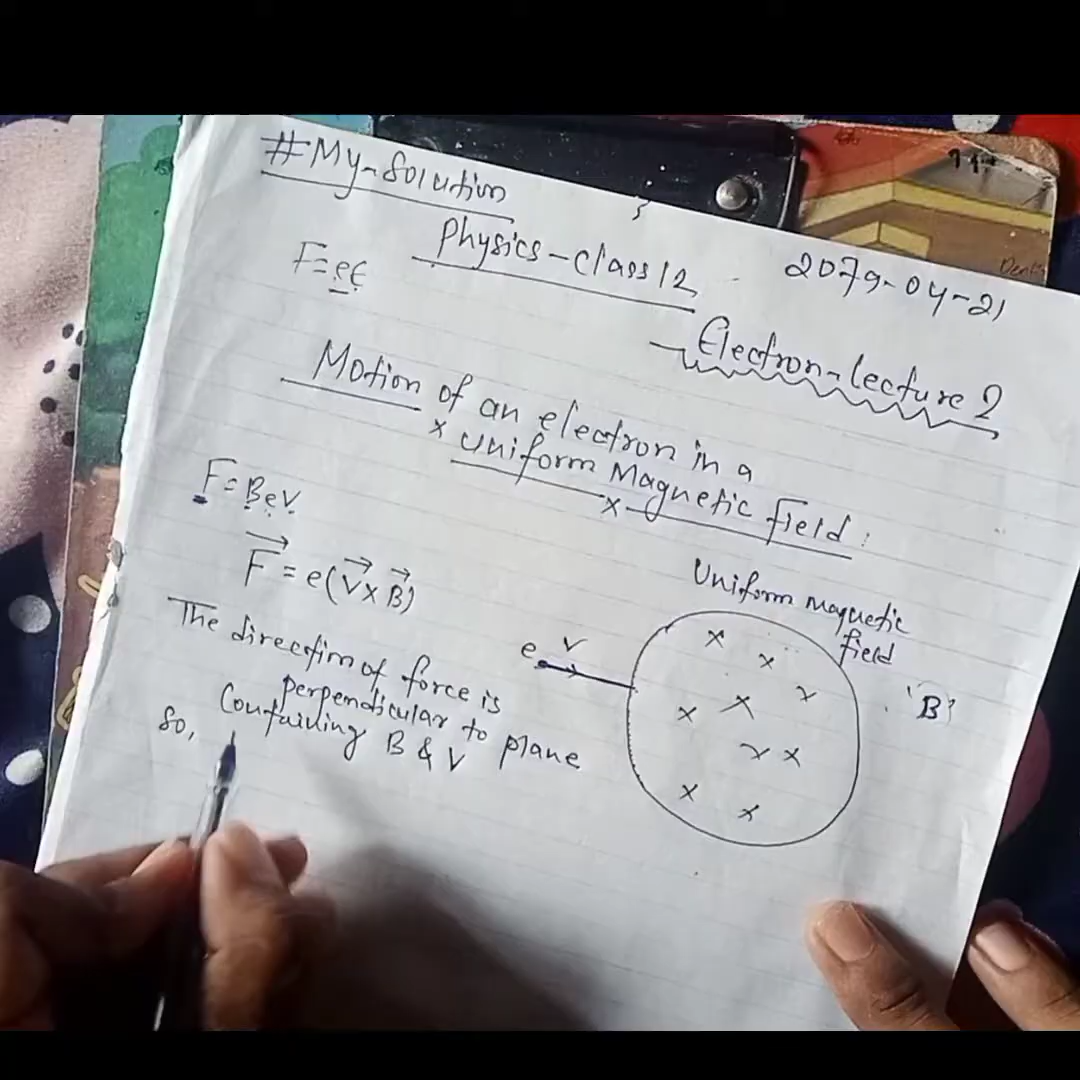 #My-Solution
Physics-class 12
2079-04-21
F=eE
Electron-lecture 2
Motion of an electron in a
x Uniform Magnetic field:
x
F=BeV
F = e(V x B)
Uniform magnetic
field
'B'
e V
The direction of force is
perpendicular to plane
Containing B & V
So,
x x
x x x
x x
x x